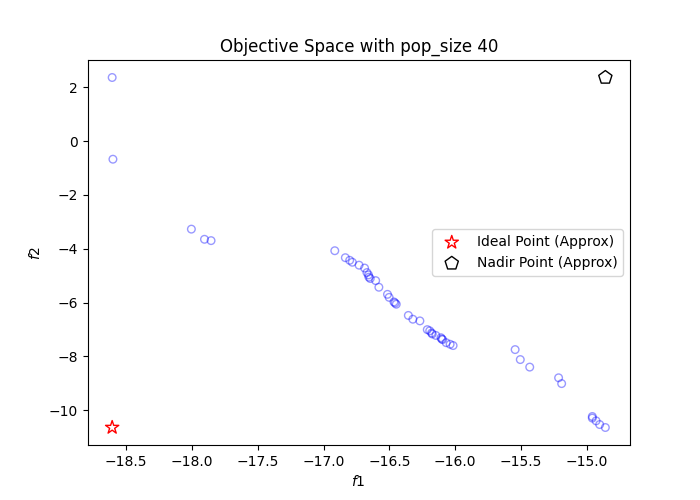 Objective Space with pop_size 40
f2
2
0
−2
−4
−6
−8
−10
Ideal Point (Approx)
Nadir Point (Approx)
−18.5 −18.0 −17.5 −17.0 −16.5 −16.0 −15.5 −15.0
f1